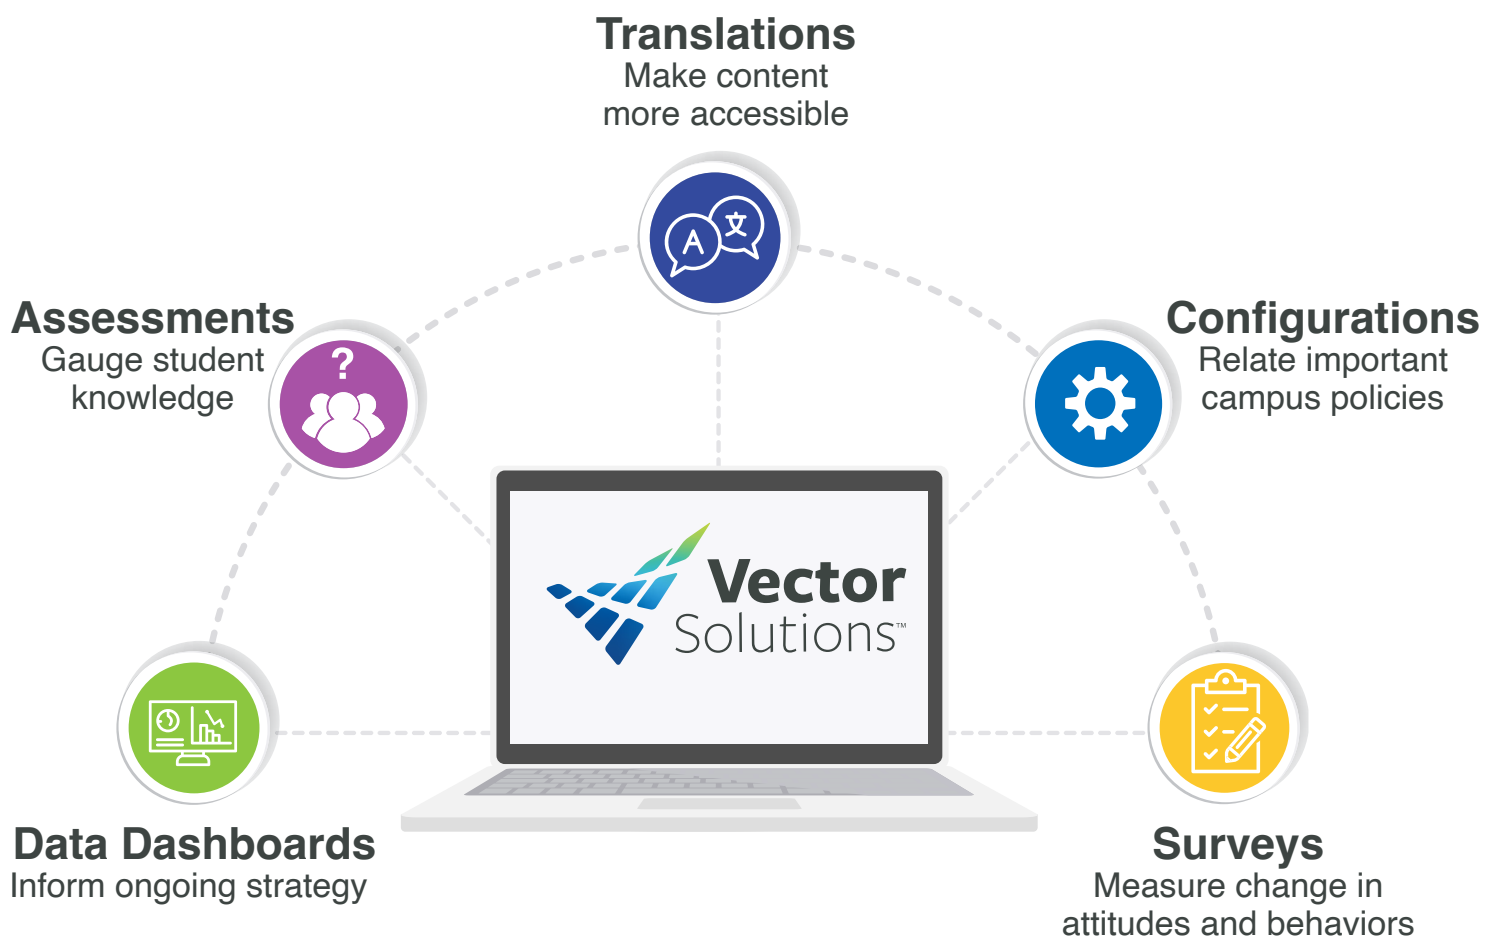 Translations
Make content
more accessible
A
文
Assessments
Gauge student
knowledge
?
Configurations
Relate important
campus policies
Vector
Solutions™
Data Dashboards
Inform ongoing strategy
Surveys
Measure change in
attitudes and behaviors